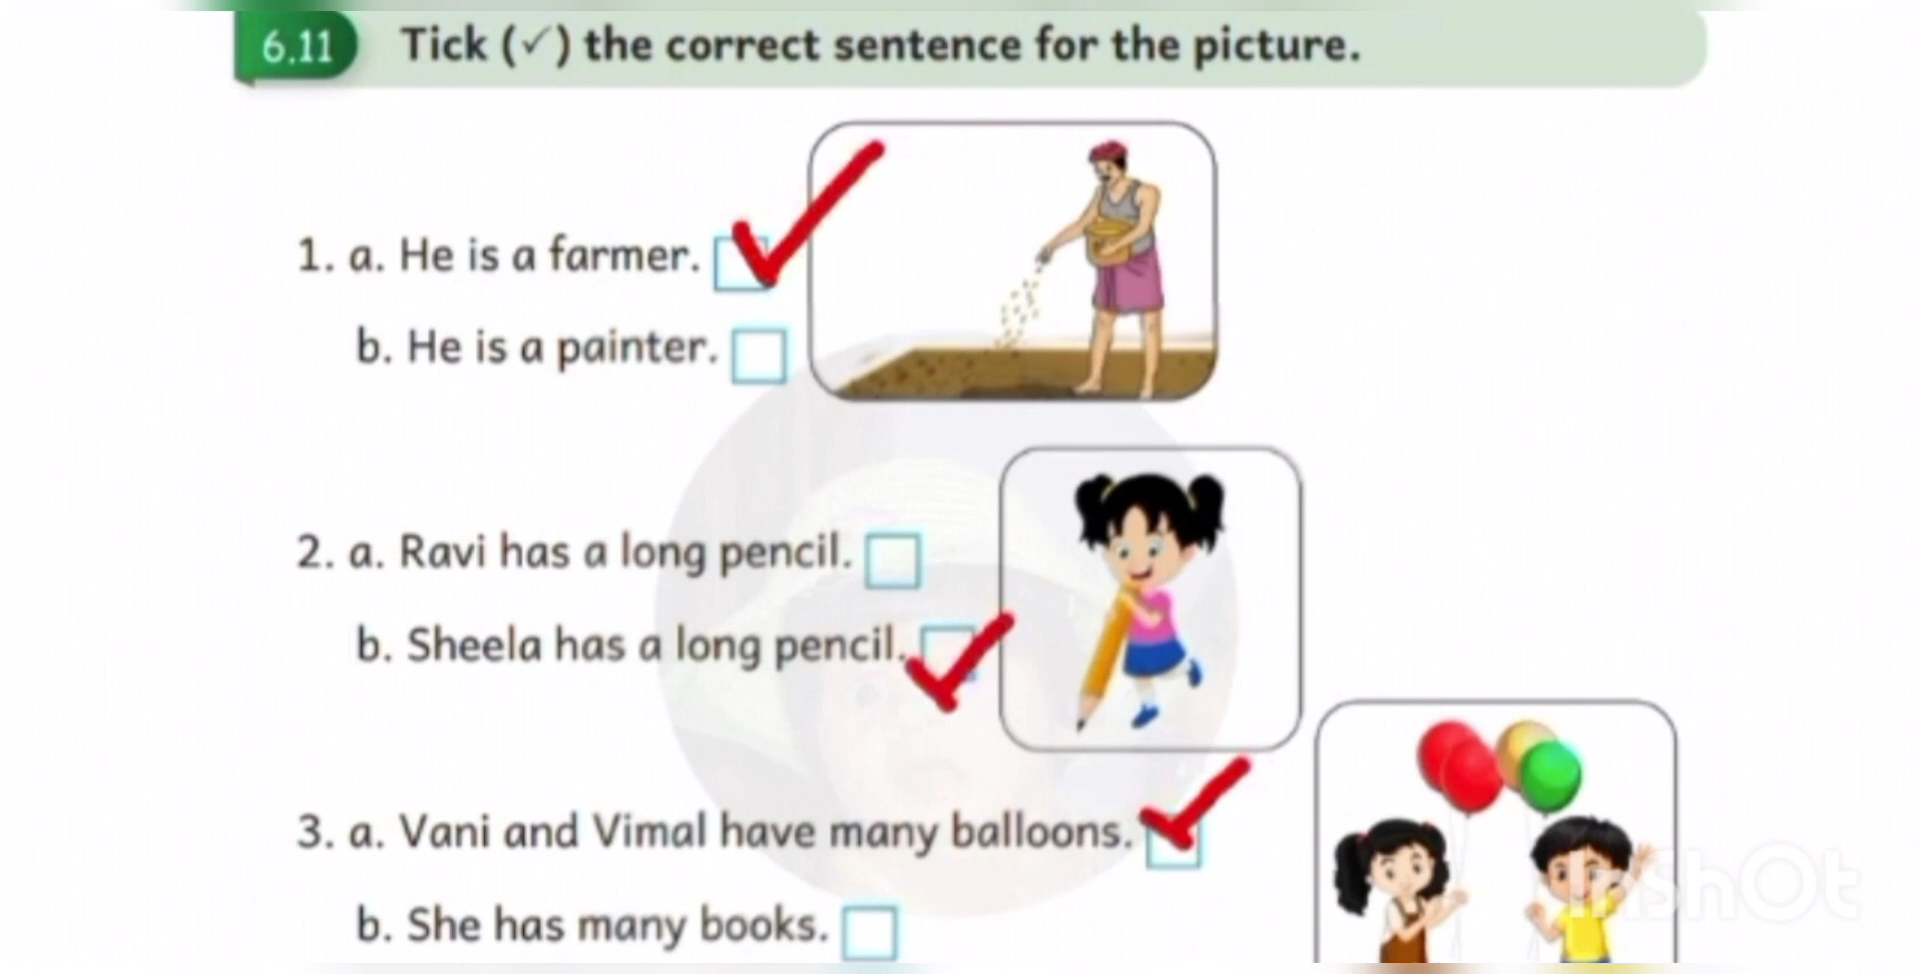 6.11 Tick (✓) the correct sentence for the picture.
1. a. He is a farmer.
b. He is a painter.
2. a. Ravi has a long pencil.
b. Sheela has a long pencil.
3. a. Vani and Vimal have many balloons.
b. She has many books.
InShOt